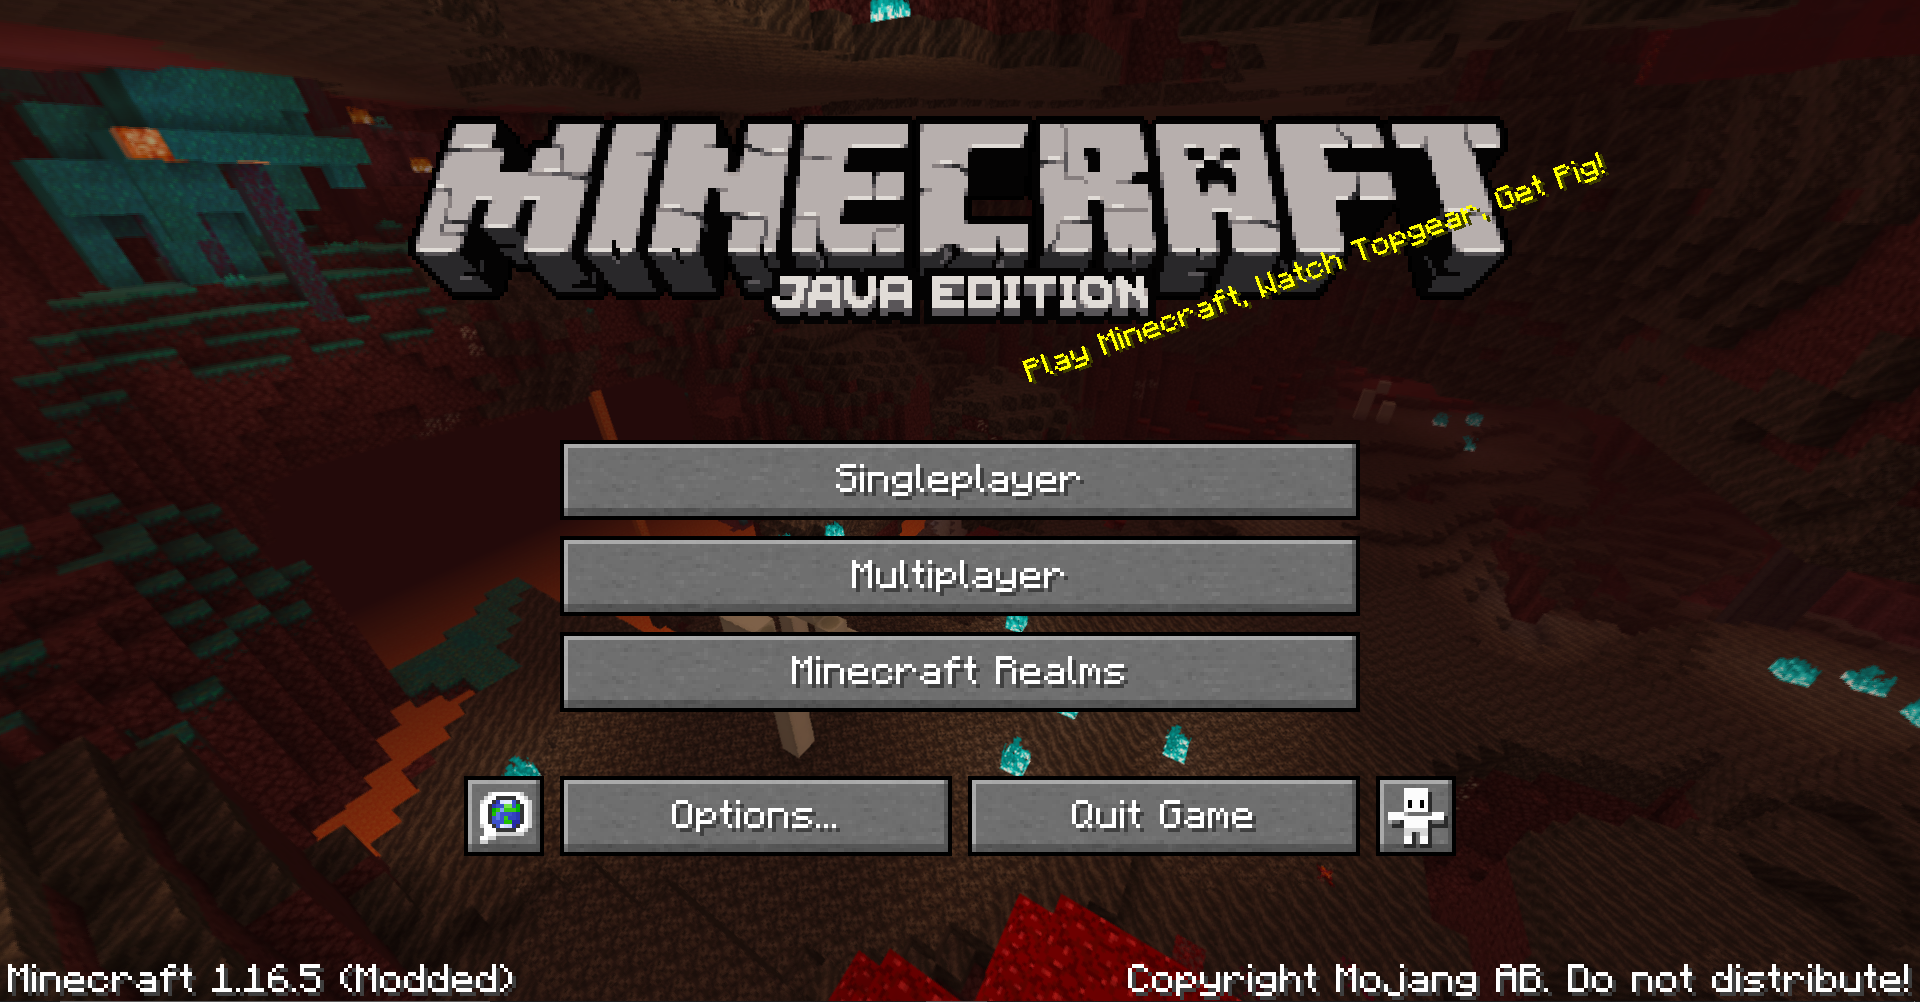 MINECRAFT
JAVA EDITION
Play Minecraft, Watch Topgear, Get Pig!
Singleplayer
Multiplayer
Minecraft Realms
Options...
Quit Game
Minecraft 1.16.5 (Modded)
Copyright Mojang AB. Do not distribute!